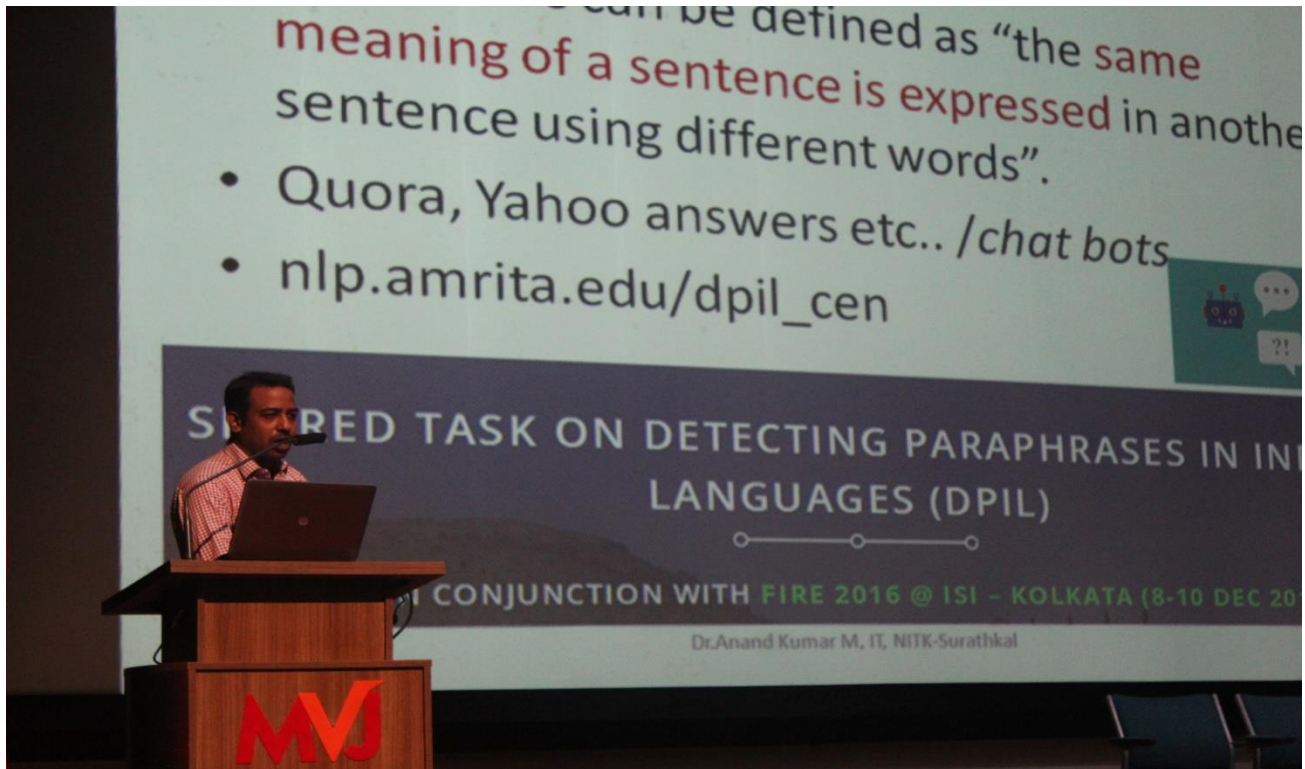 can be defined as “the same
meaning of a sentence is expressed in anothe
sentence using different words”.
• Quora, Yahoo answers etc.. /chat bots
• nlp.amrita.edu/dpil_cen
?!
RED TASK ON DETECTING PARAPHRASES IN IN
LANGUAGES (DPIL)
CONJUNCTION WITH FIRE 2016 @ ISI – KOLKATA (8-10 DEC 20
Dr.Anand Kumar M, IT, NITK-Surathkal
MVJ